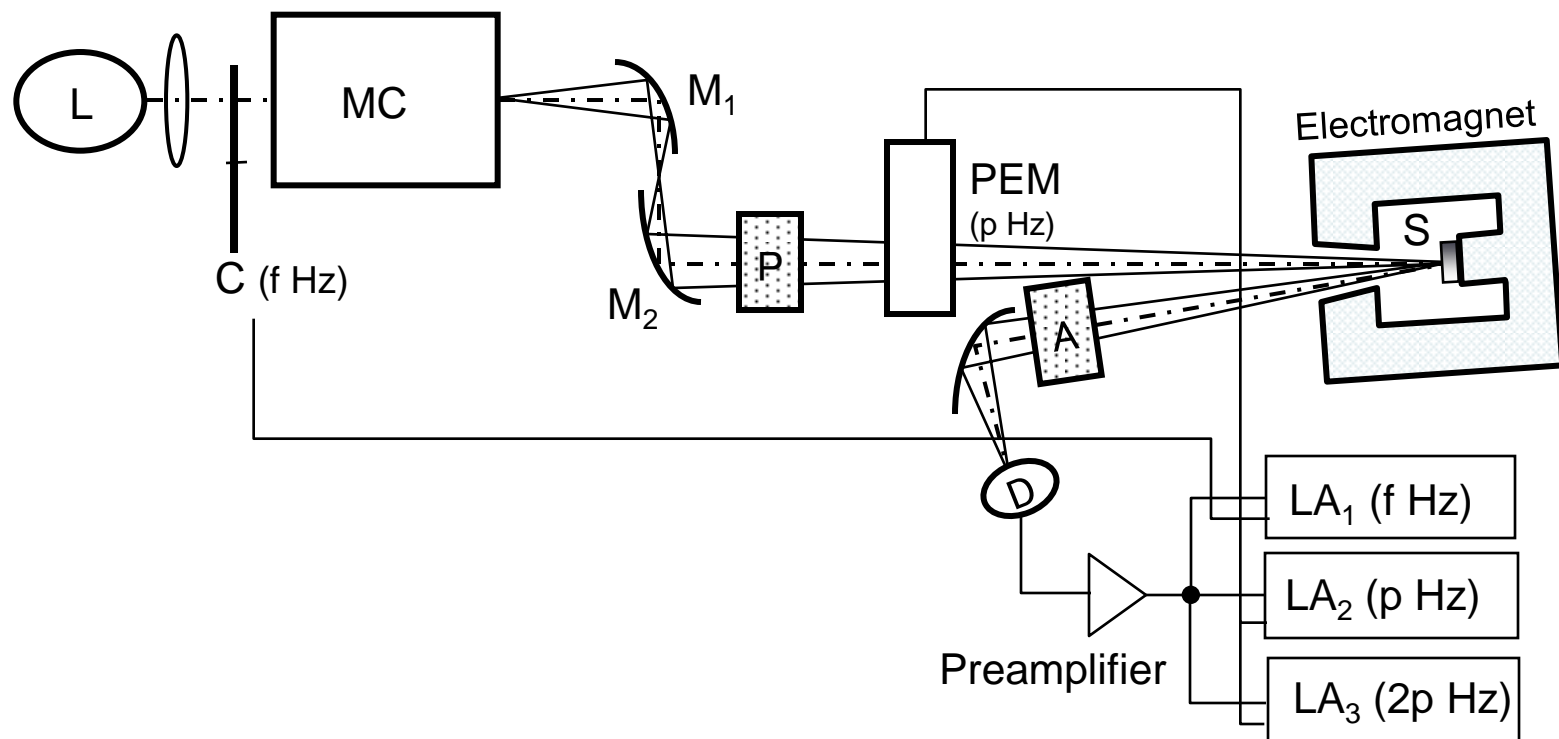 L
MC
M₁
C (f Hz)
M₂
P
PEM
(p Hz)
Electromagnet
S
A
D
Preamplifier
LA₁ (f Hz)
LA₂ (p Hz)
LA₃ (2p Hz)